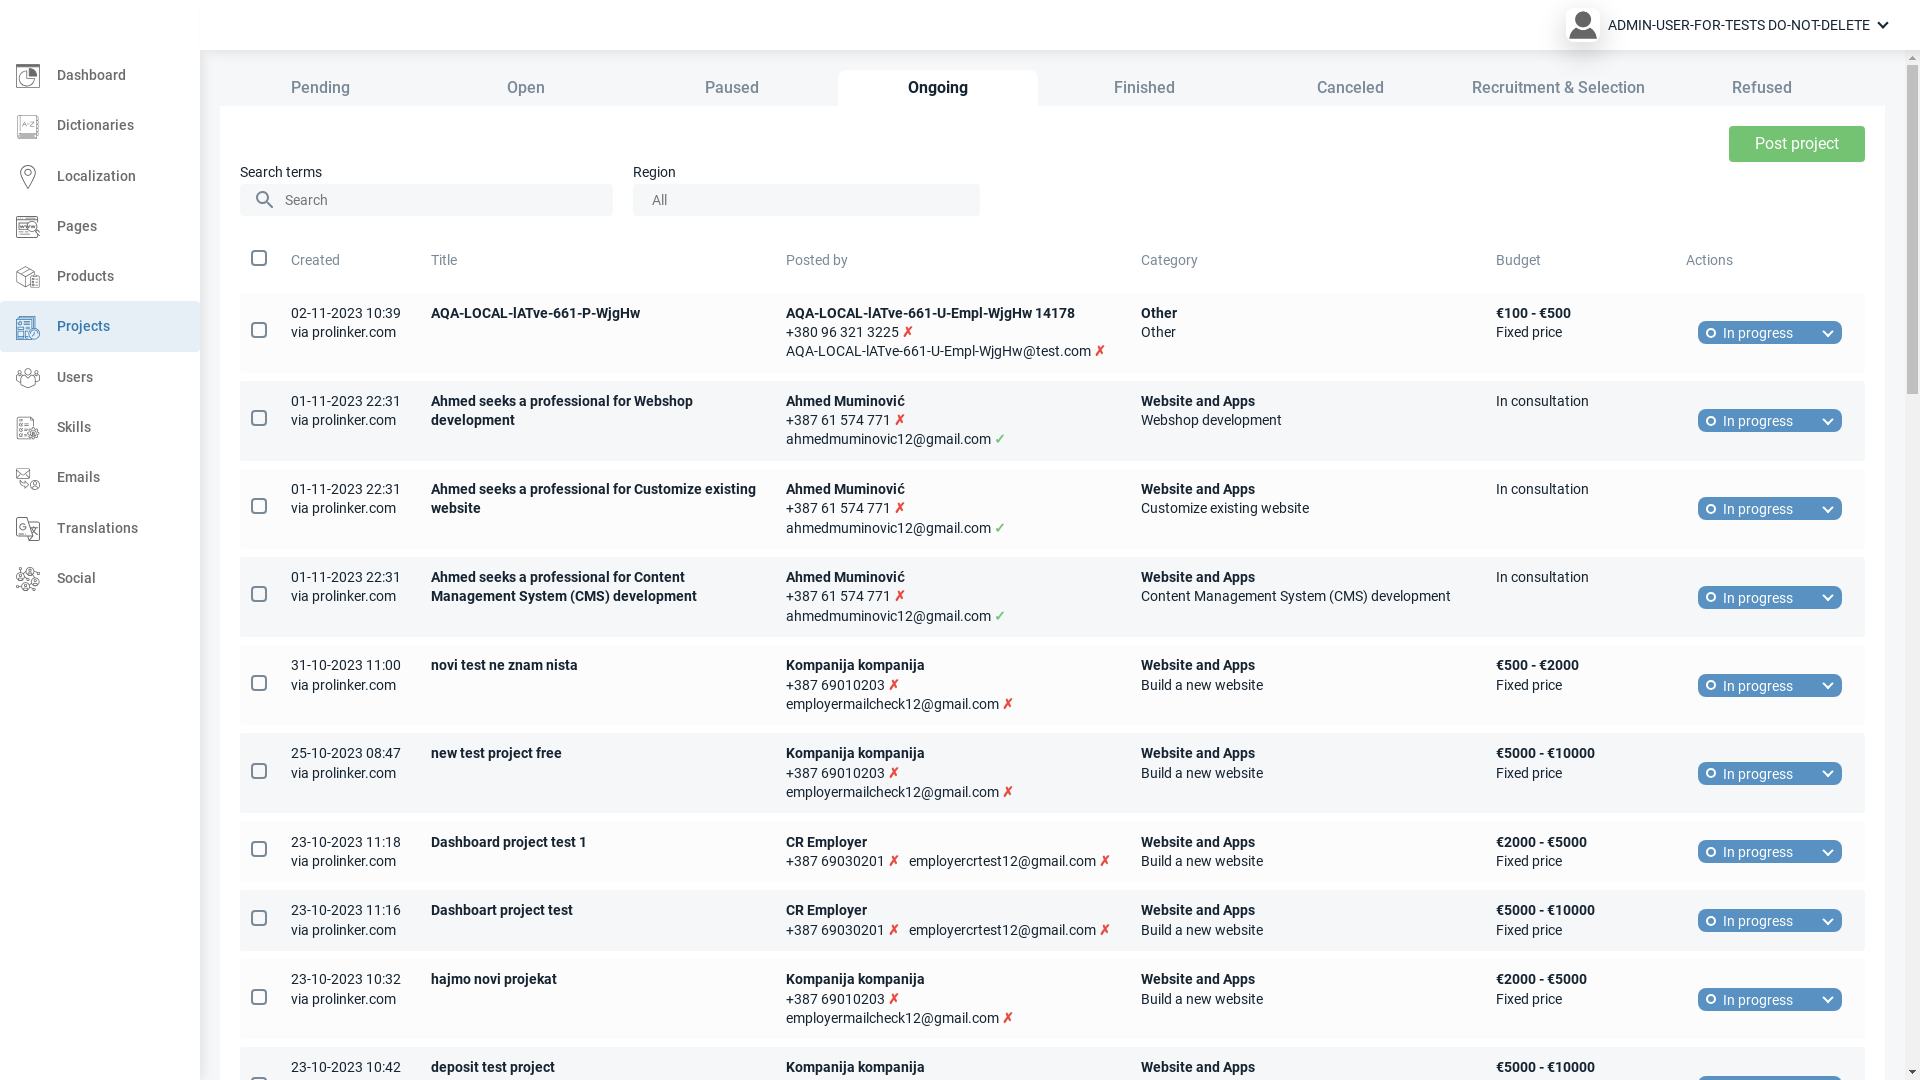 ADMIN-USER-FOR-TESTS DO-NOT-DELETE
Dashboard
Dictionaries
Localization
Pages
Products
Projects
Users
Skills
Emails
Translations
Social
Pending Open Paused Ongoing Finished Canceled Recruitment & Selection Refused
Post project
Search terms Region
Search All
Created Title Posted by Category Budget Actions
02-11-2023 10:39 AQA-LOCAL-lATve-661-P-WjgHw AQA-LOCAL-lATve-661-U-Empl-WjgHw 14178 Other €100 - €500
via prolinker.com +380 96 321 3225 ✗ Other Fixed price In progress
AQA-LOCAL-lATve-661-U-Empl-WjgHw@test.com ✗
01-11-2023 22:31 Ahmed seeks a professional for Webshop Ahmed Muminović Website and Apps In consultation
via prolinker.com development +387 61 574 771 ✗ Webshop development In progress
ahmedmuminovic12@gmail.com ✓
01-11-2023 22:31 Ahmed seeks a professional for Customize existing Ahmed Muminović Website and Apps In consultation
via prolinker.com website +387 61 574 771 ✗ Customize existing website In progress
ahmedmuminovic12@gmail.com ✓
01-11-2023 22:31 Ahmed seeks a professional for Content Ahmed Muminović Website and Apps In consultation
via prolinker.com Management System (CMS) development +387 61 574 771 ✗ Content Management System (CMS) development In progress
ahmedmuminovic12@gmail.com ✓
31-10-2023 11:00 novi test ne znam nista Kompanija kompanija Website and Apps €500 - €2000
via prolinker.com +387 69010203 ✗ Build a new website Fixed price In progress
employermailcheck12@gmail.com ✗
25-10-2023 08:47 new test project free Kompanija kompanija Website and Apps €5000 - €10000
via prolinker.com +387 69010203 ✗ Build a new website Fixed price In progress
employermailcheck12@gmail.com ✗
23-10-2023 11:18 Dashboard project test 1 CR Employer Website and Apps €2000 - €5000
via prolinker.com +387 69030201 ✗ employercrtest12@gmail.com ✗ Build a new website Fixed price In progress
23-10-2023 11:16 Dashboart project test CR Employer Website and Apps €5000 - €10000
via prolinker.com +387 69030201 ✗ employercrtest12@gmail.com ✗ Build a new website Fixed price In progress
23-10-2023 10:32 hajmo novi projekat Kompanija kompanija Website and Apps €2000 - €5000
via prolinker.com +387 69010203 ✗ Build a new website Fixed price In progress
employermailcheck12@gmail.com ✗
23-10-2023 10:42 deposit test project Kompanija kompanija Website and Apps €5000 - €10000